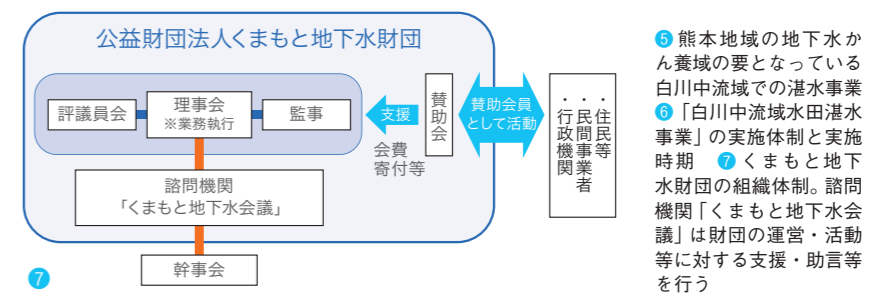 公益財団法人くまもと地下水財団
評議員会
理事会
※業務執行
監事
支援
会費
寄付等
賛助会
賛助会員
として活動
・住民等
・民間事業者
・行政機関
諮問機関
「くまもと地下水会議」
幹事会
7
5 熊本地域の地下水か
ん養域の要となっている
白川中流域での湛水事業
6 「白川中流域水田湛水
事業」の実施体制と実施
時期 7 くまもと地下
水財団の組織体制。諮問
機関「くまもと地下水会
議」は財団の運営・活動
等に対する支援・助言等
を行う